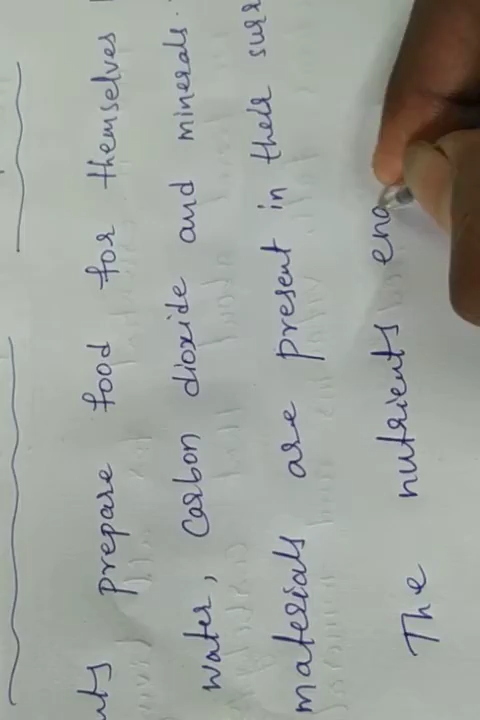 prepare food for themselves
water, carbon dioxide and minerals.
materials are present in their
The nutrients